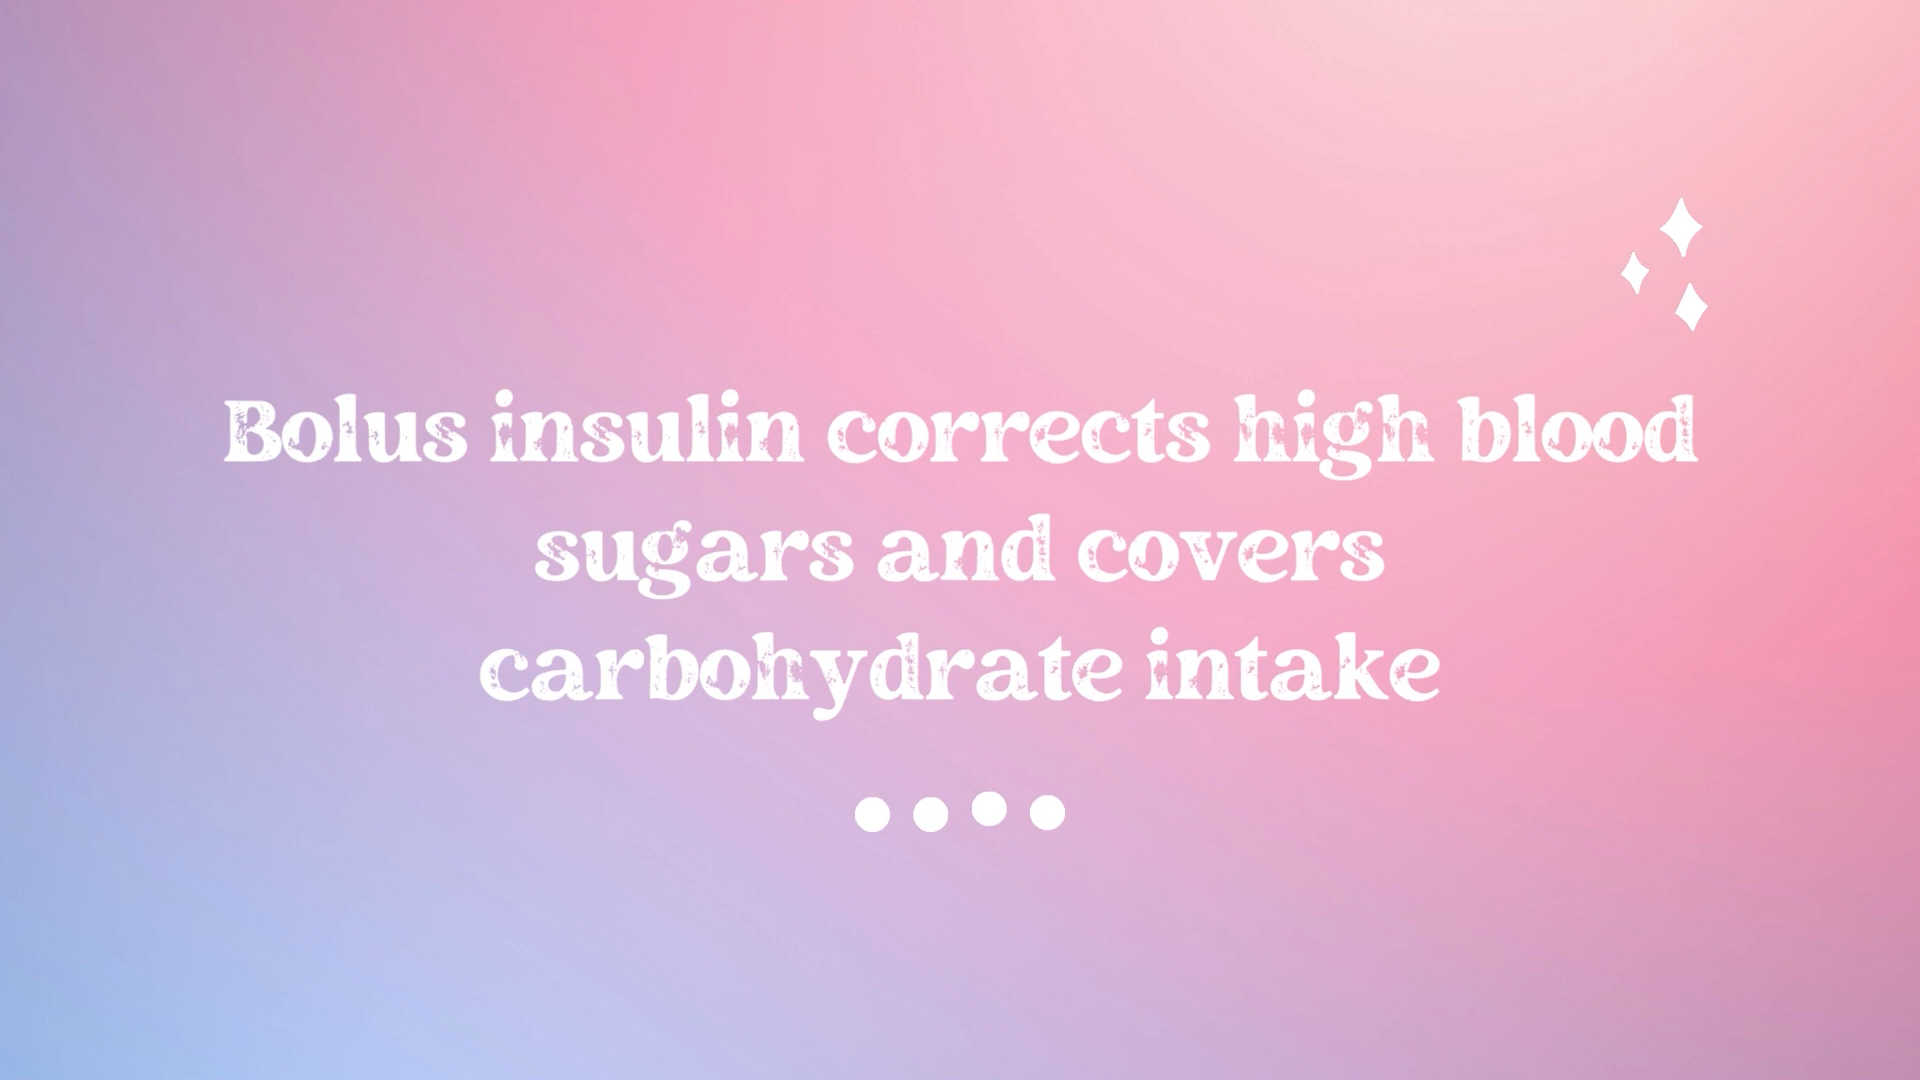 Bolus insulin corrects high blood
sugars and covers
carbohydrate intake